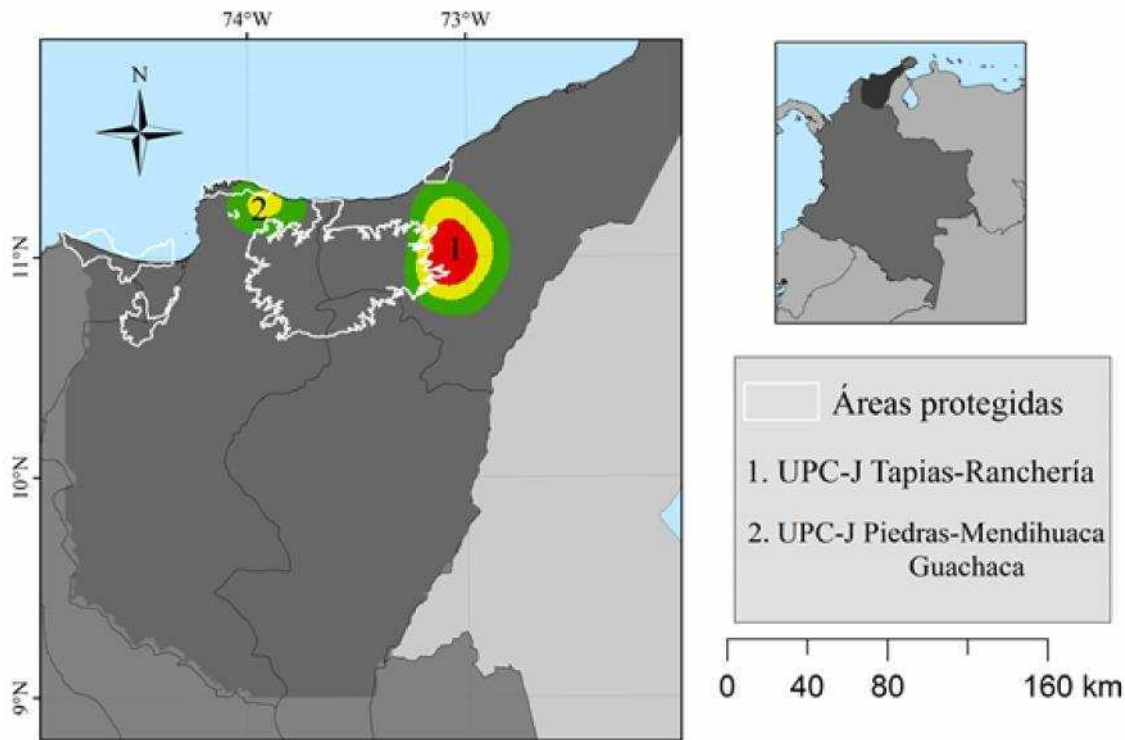 74°W
73°W
N
11°N
10°N
9°N
2
1
Áreas protegidas
1. UPC-J Tapias-Ranchería
2. UPC-J Piedras-Mendihuaca
Guachaca
0 40 80 160 km